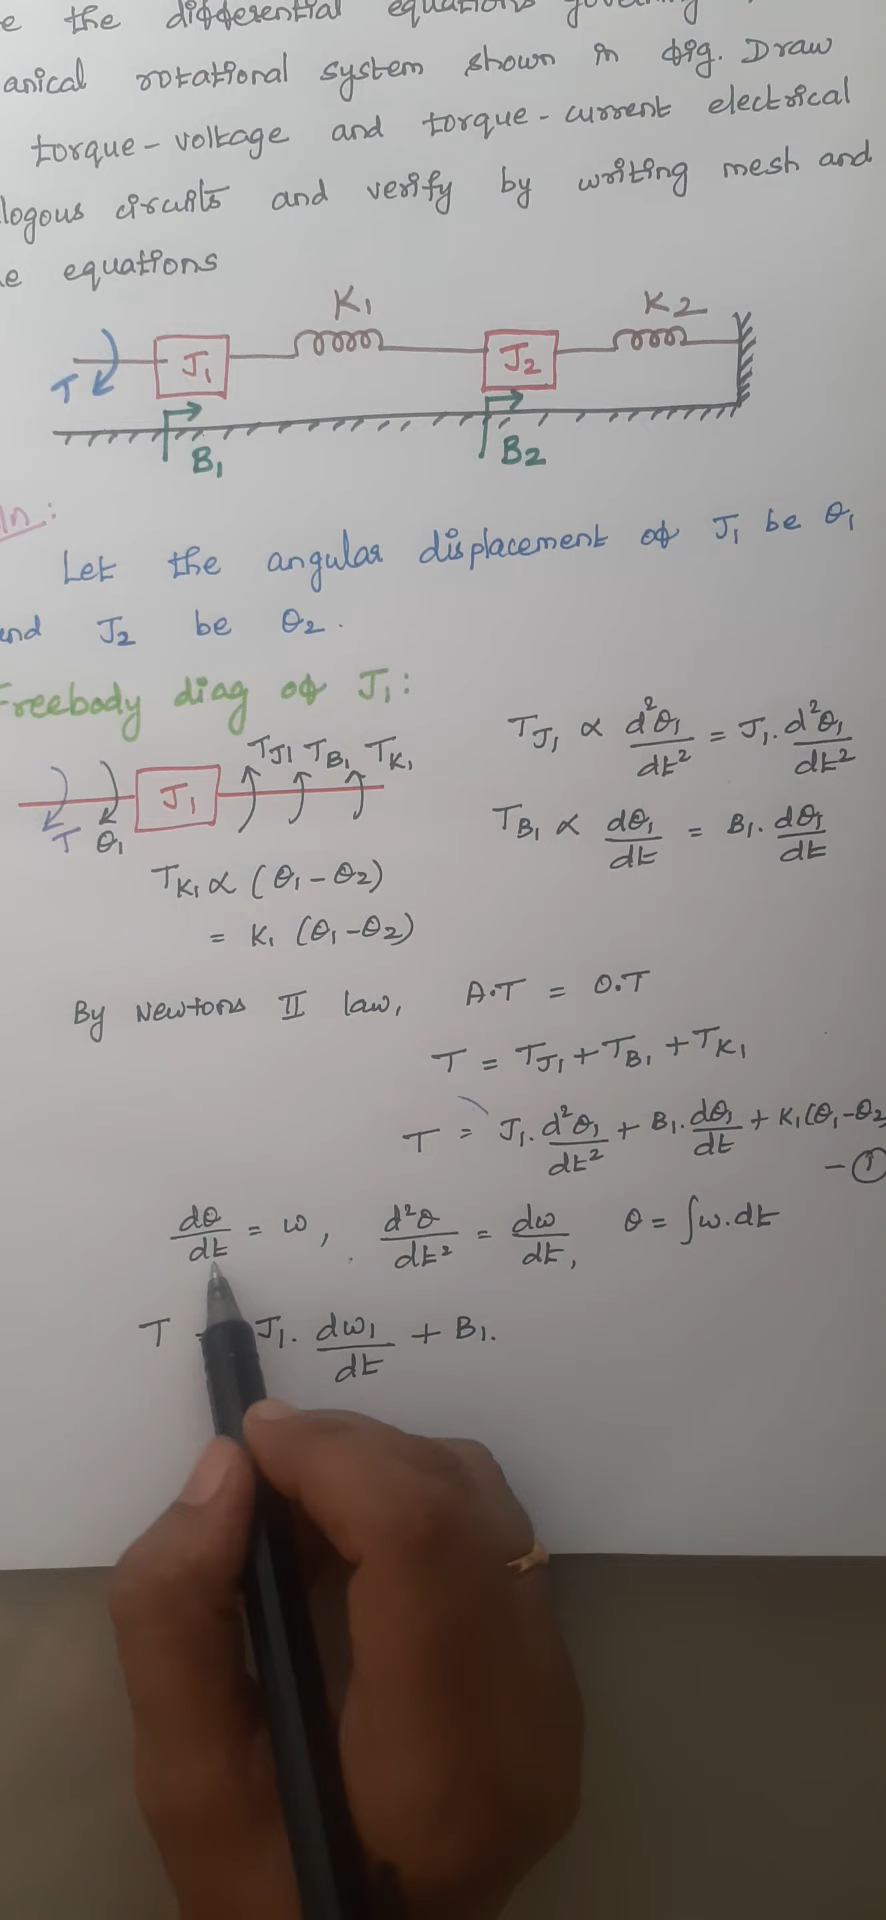 the differential equations
anical rotational system shown in fig. Draw
torque-voltage and torque-current electrical
logous circuits and verify by writing mesh and
e equations
K₁ K2
T J₁ J₂
B₁ B2
ln:
Let the angular displacement of J₁ be θ₁
and J₂ be θ₂.
Freebody diag of J₁:
TJ₁ TB₁ TK₁
T θ₁ J₁
TJ₁ ∝ d²θ₁/dt² = J₁. d²θ₁/dt²
TB₁ ∝ dθ₁/dt = B₁. dθ₁/dt
TK₁ ∝ (θ₁-θ₂)
= K₁ (θ₁-θ₂)
By Newtons II law, A.T = O.T
T = TJ₁ + TB₁ + TK₁
T = J₁. d²θ₁/dt² + B₁. dθ₁/dt + K₁(θ₁-θ₂
-①
dθ/dt = ω, d²θ/dt² = dω/dt, θ = ∫ω.dt
T = J₁. dω₁/dt + B₁.